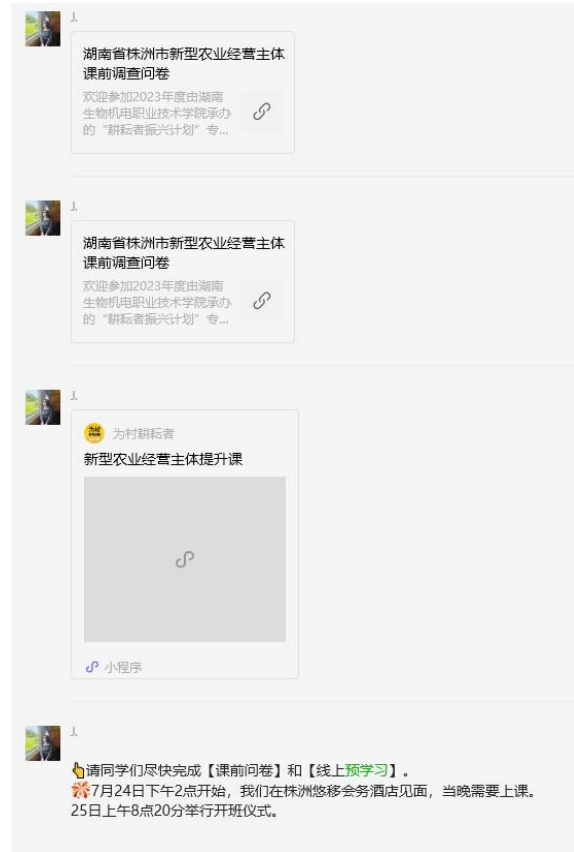 J.
湖南省株洲市新型农业经营主体
课前调查问卷
欢迎参加2023年度由湖南
生物机电职业技术学院承办
的“耕耘者振兴计划”专...
J.
湖南省株洲市新型农业经营主体
课前调查问卷
欢迎参加2023年度由湖南
生物机电职业技术学院承办
的“耕耘者振兴计划”专...
J.
为村耕耘者
新型农业经营主体提升课
小程序
J.
👆请同学们尽快完成【课前问卷】和【线上预学习】.
🎊7月24日下午2点开始，我们在株洲悠移会务酒店见面，当晚需要上课。
25日上午8点20分举行开班仪式。